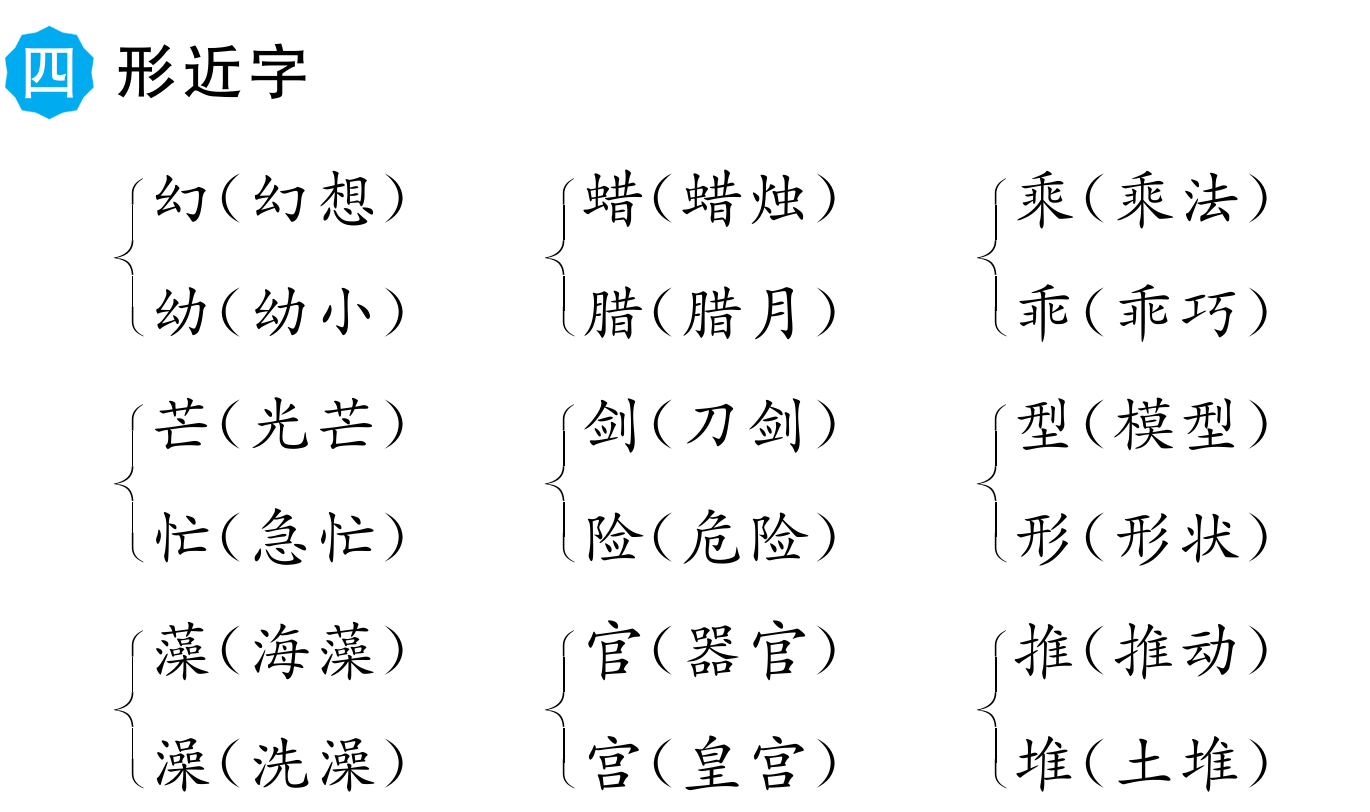 四 形近字
幻(幻想) 蜡(蜡烛) 乘(乘法)
幼(幼小) 腊(腊月) 乖(乖巧)
芒(光芒) 剑(刀剑) 型(模型)
忙(急忙) 险(危险) 形(形状)
藻(海藻) 官(器官) 推(推动)
澡(洗澡) 宫(皇宫) 堆(土堆)